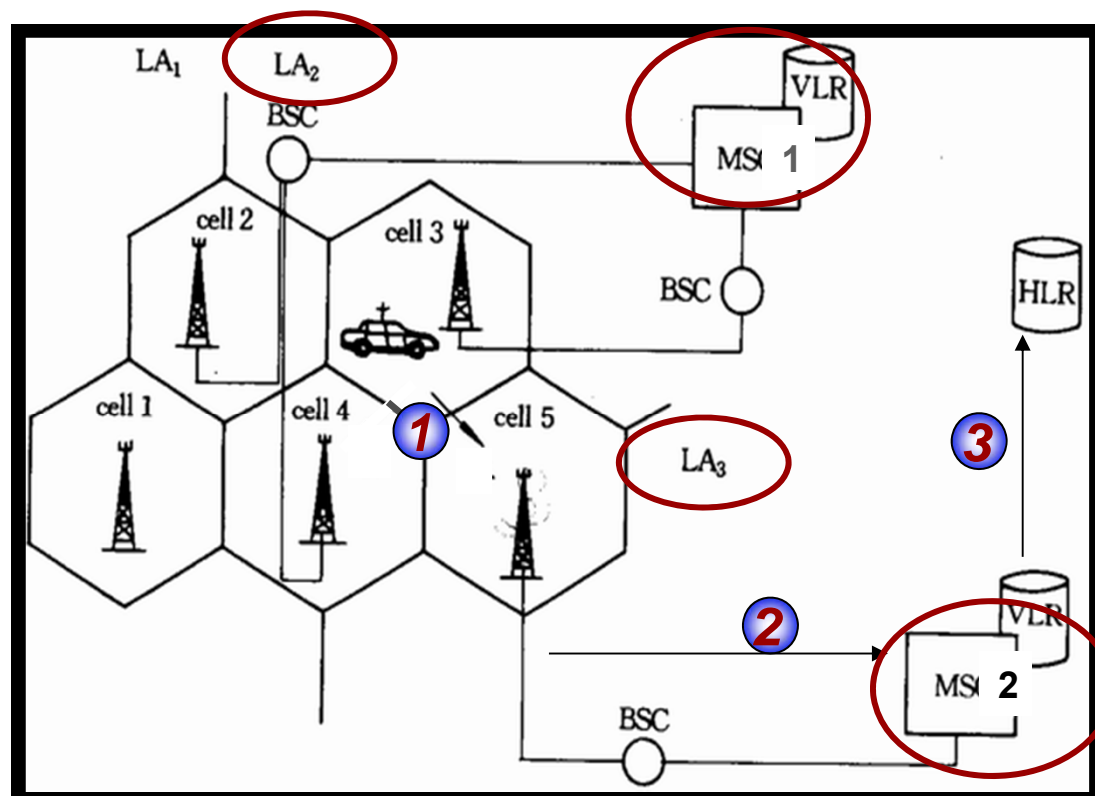 LA₁
LA₂
BSC
VLR
MSC 1
cell 2
cell 3
BSC
HLR
cell 1
cell 4
1
cell 5
3
LA₃
VLR
2
MSC 2
BSC